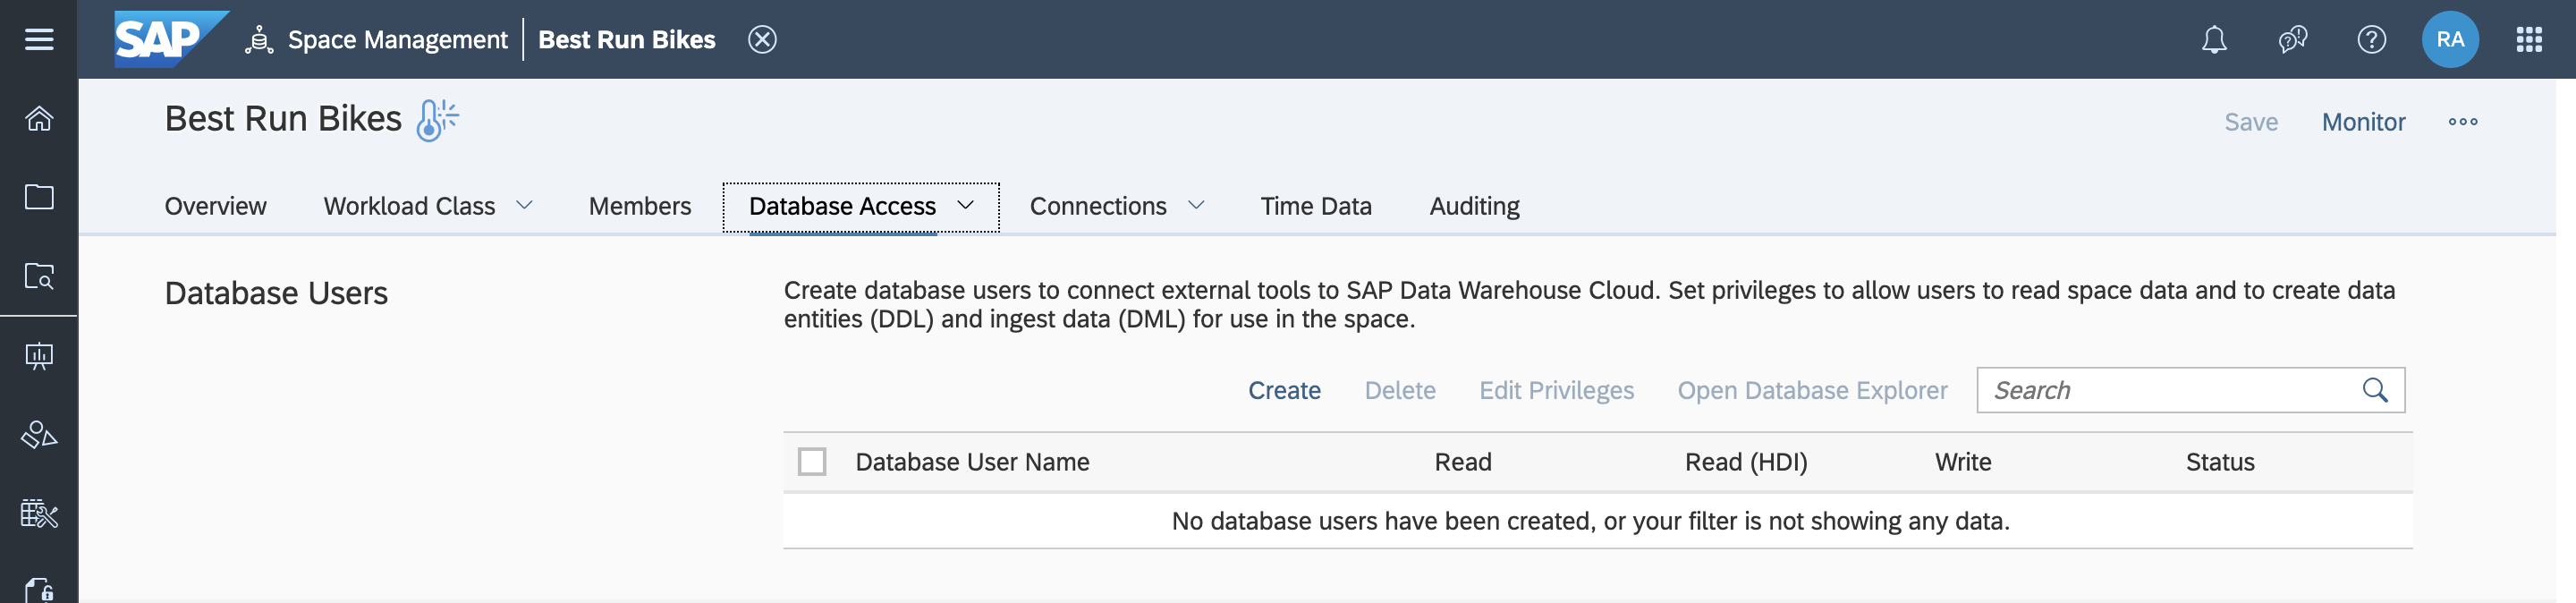 SAP Space Management Best Run Bikes RA
Best Run Bikes
Save Monitor
Overview Workload Class Members Database Access Connections Time Data Auditing
Database Users
Create database users to connect external tools to SAP Data Warehouse Cloud. Set privileges to allow users to read space data and to create data
entities (DDL) and ingest data (DML) for use in the space.
Create Delete Edit Privileges Open Database Explorer Search
Database User Name Read Read (HDI) Write Status
No database users have been created, or your filter is not showing any data.